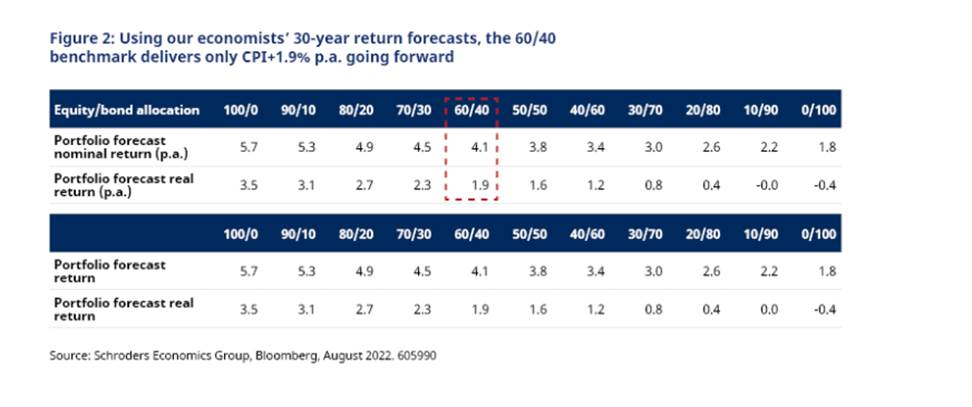 Figure 2: Using our economists’ 30-year return forecasts, the 60/40
benchmark delivers only CPI+1.9% p.a. going forward
Equity/bond allocation 100/0 90/10 80/20 70/30 60/40 50/50 40/60 30/70 20/80 10/90 0/100
Portfolio forecast
nominal return (p.a.) 5.7 5.3 4.9 4.5 4.1 3.8 3.4 3.0 2.6 2.2 1.8
Portfolio forecast real
return (p.a.) 3.5 3.1 2.7 2.3 1.9 1.6 1.2 0.8 0.4 -0.0 -0.4
100/0 90/10 80/20 70/30 60/40 50/50 40/60 30/70 20/80 10/90 0/100
Portfolio forecast
return 5.7 5.3 4.9 4.5 4.1 3.8 3.4 3.0 2.6 2.2 1.8
Portfolio forecast real
return 3.5 3.1 2.7 2.3 1.9 1.6 1.2 0.8 0.4 0.0 -0.4
Source: Schroders Economics Group, Bloomberg, August 2022. 605990